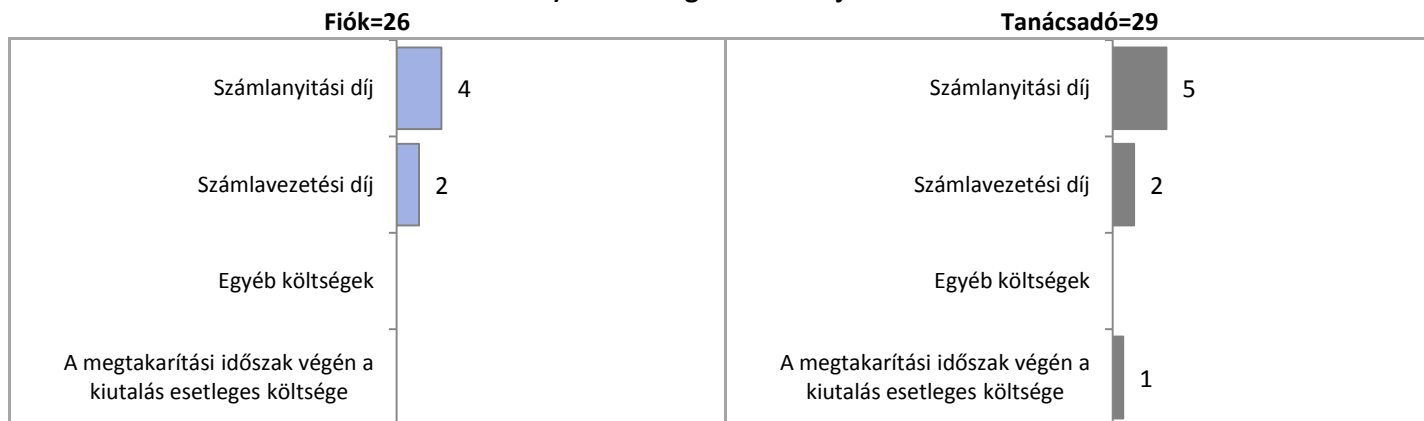 Fiók=26
Tanácsadó=29
Számlanyitási díj
4
Számlavezetési díj
2
Egyéb költségek
A megtakarítási időszak végén a
kiutalás esetleges költsége
Számlanyitási díj
5
Számlavezetési díj
2
Egyéb költségek
A megtakarítási időszak végén a
kiutalás esetleges költsége
1